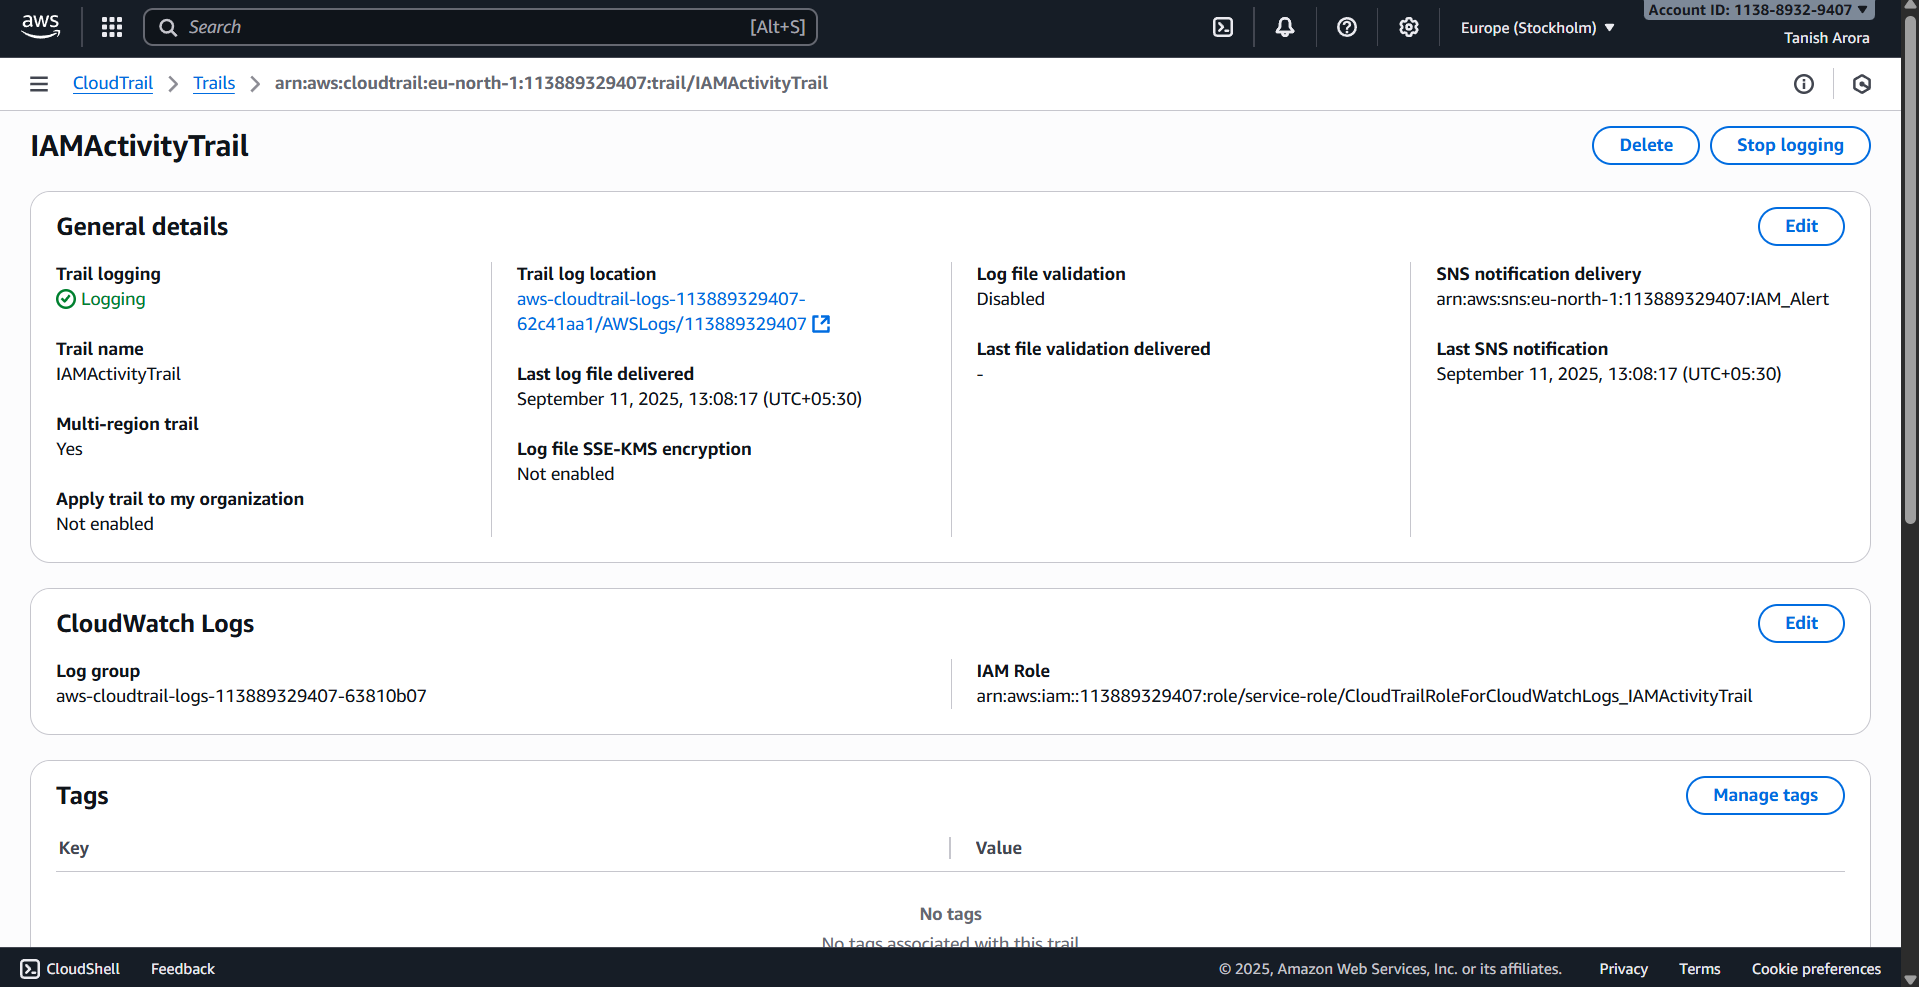 aws
Search
[Alt+S]
Europe (Stockholm)
Account ID: 1138-8932-9407
Tanish Arora
CloudTrail
Trails
arn:aws:cloudtrail:eu-north-1:113889329407:trail/IAMActivityTrail
IAMActivityTrail
Delete
Stop logging
General details
Edit
Trail logging
Logging
Trail name
IAMActivityTrail
Multi-region trail
Yes
Apply trail to my organization
Not enabled
Trail log location
aws-cloudtrail-logs-113889329407-
62c41aa1/AWSLogs/113889329407
Last log file delivered
September 11, 2025, 13:08:17 (UTC+05:30)
Log file SSE-KMS encryption
Not enabled
Log file validation
Disabled
Last file validation delivered
-
SNS notification delivery
arn:aws:sns:eu-north-1:113889329407:IAM_Alert
Last SNS notification
September 11, 2025, 13:08:17 (UTC+05:30)
CloudWatch Logs
Edit
Log group
aws-cloudtrail-logs-113889329407-63810b07
IAM Role
arn:aws:iam::113889329407:role/service-role/CloudTrailRoleForCloudWatchLogs_IAMActivityTrail
Tags
Manage tags
Key
Value
No tags
No tags associated with this trail
CloudShell
Feedback
© 2025, Amazon Web Services, Inc. or its affiliates.
Privacy
Terms
Cookie preferences